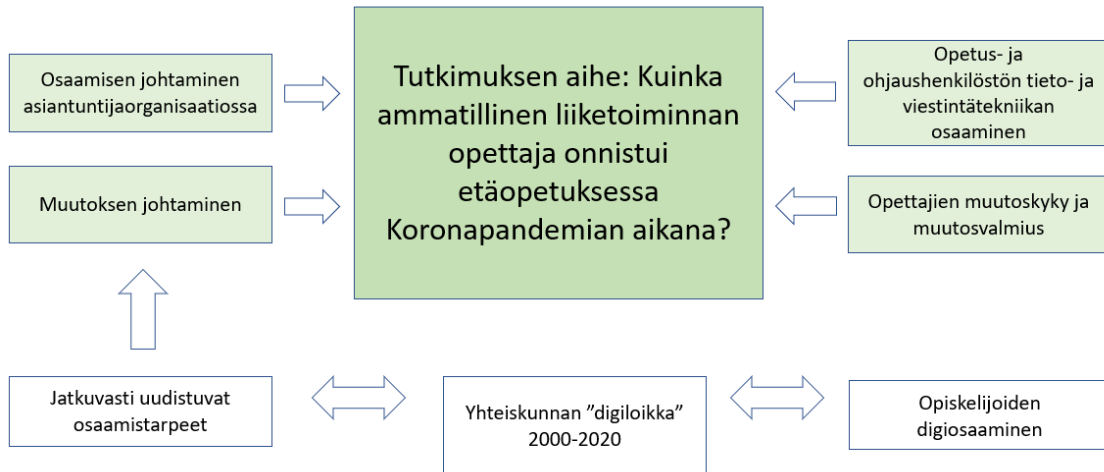 Osaamisen johtaminen
asiantuntijaorganisaatiossa
Muutoksen johtaminen
Tutkimuksen aihe: Kuinka
ammatillinen liiketoiminnan
opettaja onnistui
etäopetuksessa
Koronapandemian aikana?
Opetus- ja
ohjaushenkilöstön tieto- ja
viestintätekniikan
osaaminen
Opettajien muutoskyky ja
muutosvalmius
Jatkuvasti uudistuvat
osaamistarpeet
Yhteiskunnan ”digiloikka”
2000-2020
Opiskelijoiden
digiosaaminen